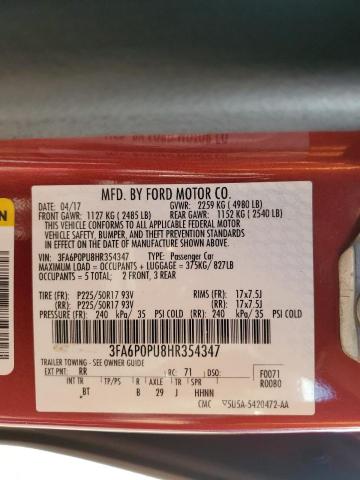 MFD. BY FORD MOTOR CO.
DATE: 04/17 GVWR: 2259 KG ( 4980 LB)
FRONT GAWR: 1127 KG ( 2485 LB) REAR GAWR: 1152 KG ( 2540 LB)
THIS VEHICLE CONFORMS TO ALL APPLICABLE FEDERAL MOTOR
VEHICLE SAFETY, BUMPER, AND THEFT PREVENTION STANDARDS
IN EFFECT ON THE DATE OF MANUFACTURE SHOWN ABOVE.
VIN: 3FA6P0PU8HR354347 TYPE: Passenger Car
MAXIMUM LOAD = OCCUPANTS + LUGGAGE = 375KG/ 827LB
OCCUPANTS = 5 TOTAL: 2 FRONT, 3 REAR
TIRE (FR): P225/50R17 93V RIMS (FR): 17x7.5J
(RR): P225/50R17 93V (RR): 17x7.5J
PRESSURE (FR): 240 kPa/ 35 PSI COLD (RR): 240 kPa/ 35 PSI COLD
3FA6P0PU8HR354347
TRAILER TOWING - SEE OWNER GUIDE
EXT PNT: RR RC: 71 DSO: F0071
R0080
INT TR TP/PS R AXLE TR SPR
BT B 29 J HHNN
CMC 5U5A-5420472-AA